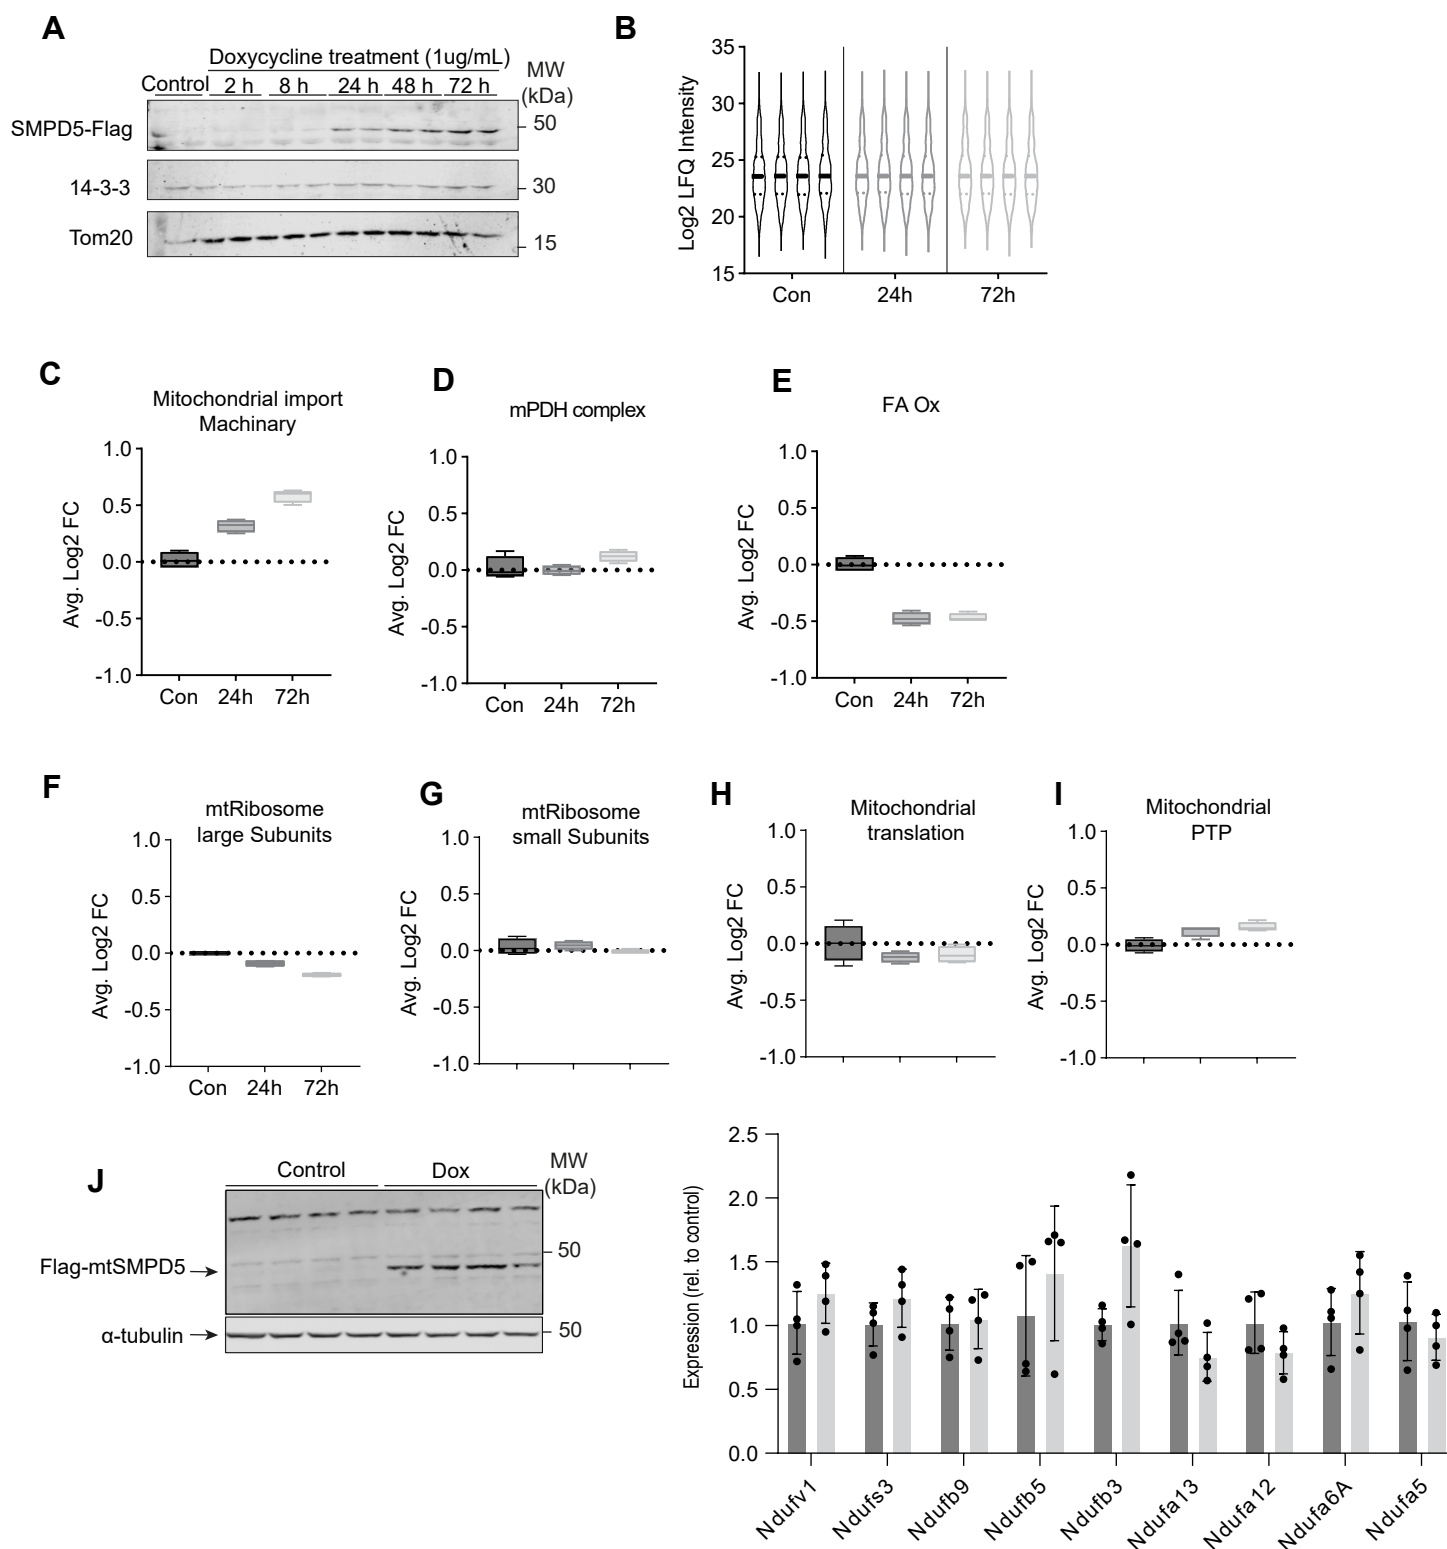 A
Doxycycline treatment (1ug/mL)
Control 2 h 8 h 24 h 48 h 72 h
MW
(kDa)
SMPD5-Flag
50
14-3-3
30
Tom20
15
B
Log2 LFQ Intensity
35
30
25
20
15
Con 24h 72h
C
Mitochondrial import
Machinary
Avg. Log2 FC
1.0
0.5
0.0
-0.5
-1.0
Con 24h 72h
D
mPDH complex
Avg. Log2 FC
1.0
0.5
0.0
-0.5
-1.0
Con 24h 72h
E
FA Ox
Avg. Log2 FC
1.0
0.5
0.0
-0.5
-1.0
Con 24h 72h
F
mtRibosome
large Subunits
Avg. Log2 FC
1.0
0.5
0.0
-0.5
-1.0
Con 24h 72h
G
mtRibosome
small Subunits
Avg. Log2 FC
1.0
0.5
0.0
-0.5
-1.0
H
Mitochondrial
translation
Avg. Log2 FC
1.0
0.5
0.0
-0.5
-1.0
I
Mitochondrial
PTP
Avg. Log2 FC
1.0
0.5
0.0
-0.5
-1.0
J
Control Dox
MW
(kDa)
50
Flag-mtSMPD5
α-tubulin
50
Expression (rel. to control)
2.5
2.0
1.5
1.0
0.5
0.0
Ndufv1
Ndufs3
Ndufb9
Ndufb5
Ndufb3
Ndufa13
Ndufa12
Ndufa6A
Ndufa5